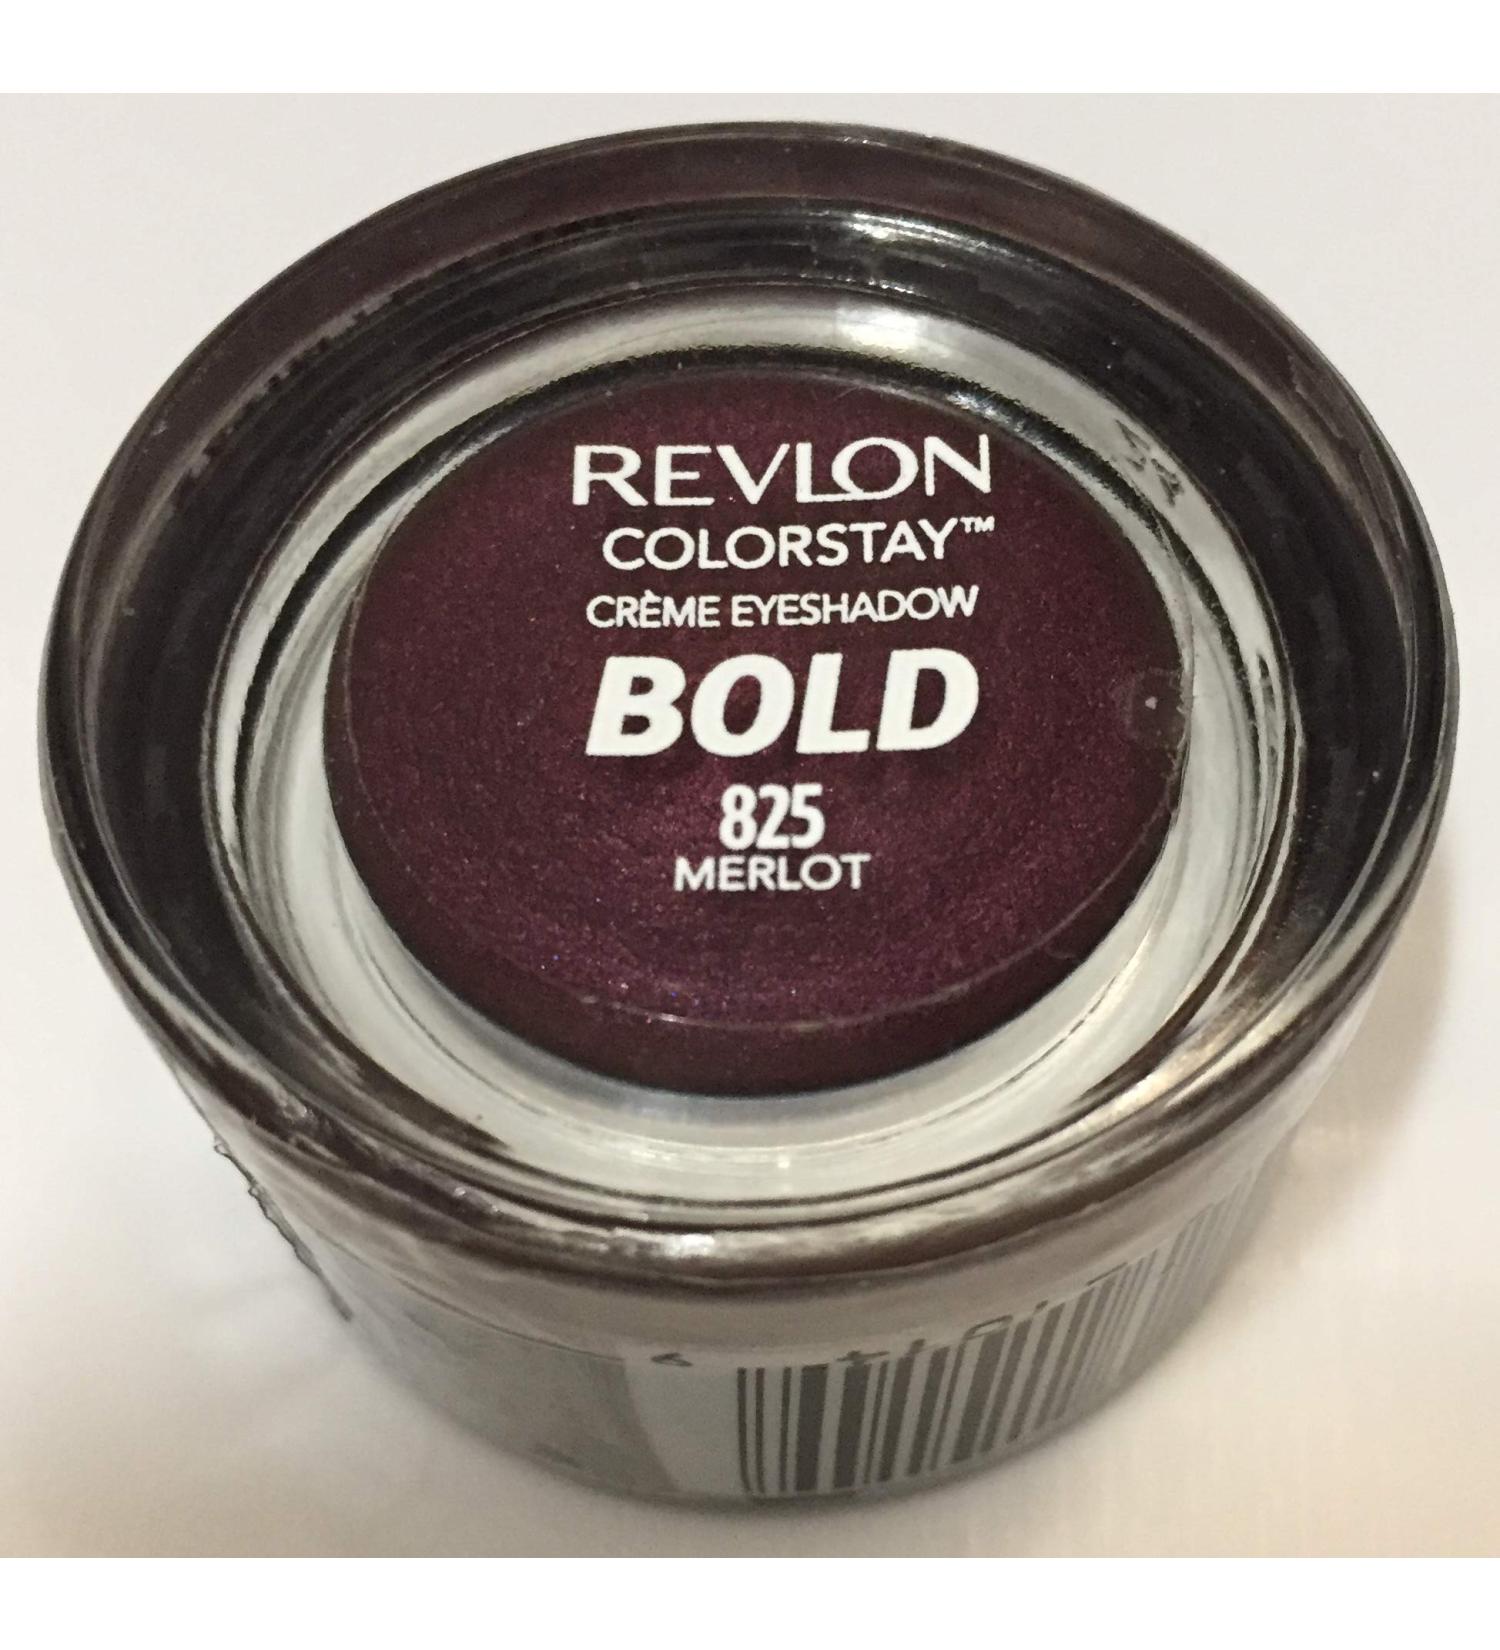 REVLON
COLORSTAY™
CRÈME EYESHADOW
BOLD
825
MERLOT